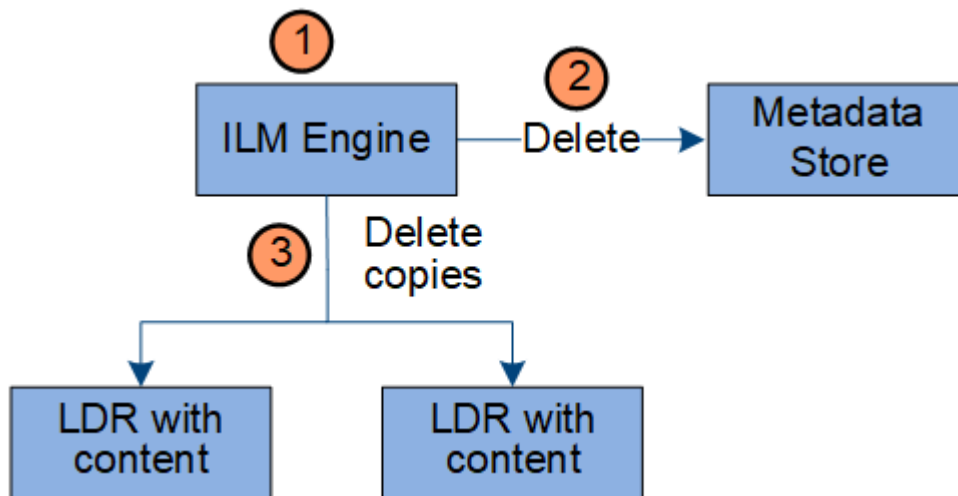 1
2
ILM Engine
Delete
Metadata
Store
3
Delete
copies
LDR with
content
LDR with
content